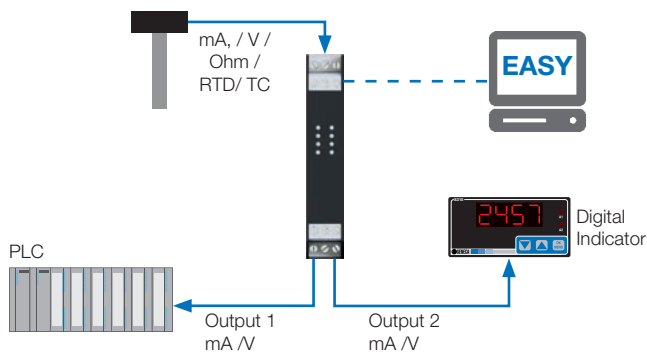 mA, / V /
Ohm /
RTD/ TC
EASY
2457
Digital
Indicator
PLC
Output 1
mA /V
Output 2
mA /V